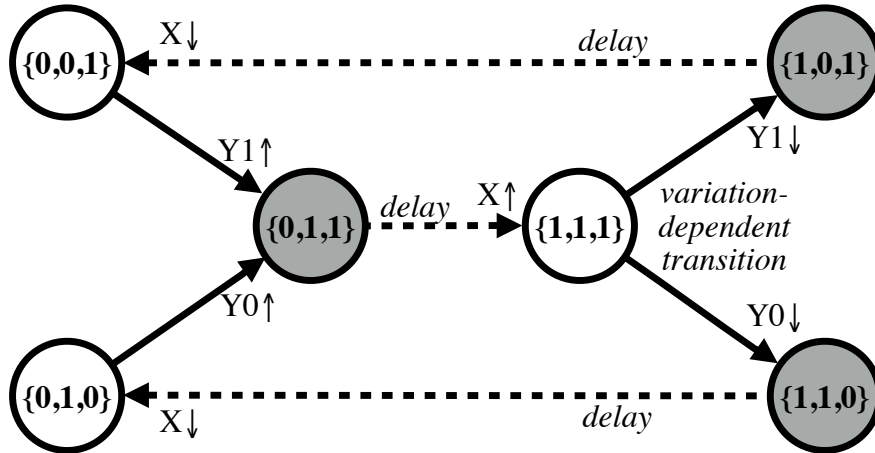 X↓
delay
{0,0,1}
{1,0,1}
Y1↑
Y1↓
X↑
delay
variation-
dependent
transition
{0,1,1}
{1,1,1}
Y0↑
Y0↓
{0,1,0}
{1,1,0}
X↓
delay